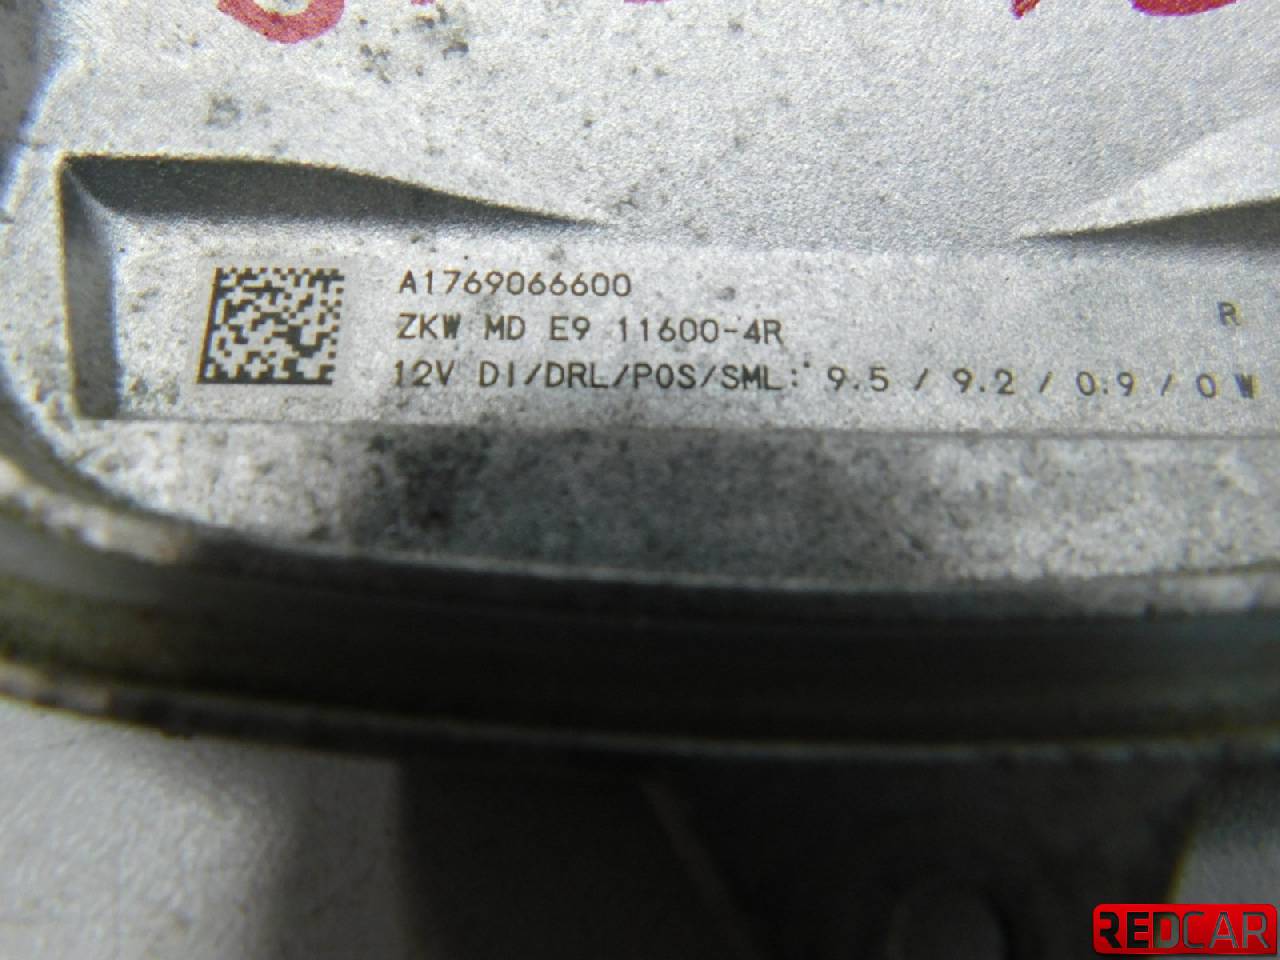 A1769066600
R
ZKW MD E9 11600-4R
12V DI/DRL/POS/SML: 9.5 / 9.2 / 0.9 / 0 W
REDCAR